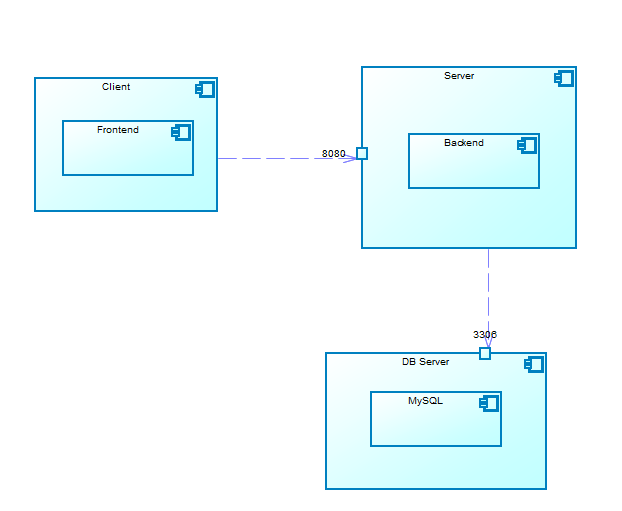 Client
Frontend
Server
Backend
8080
3306
DB Server
MySQL